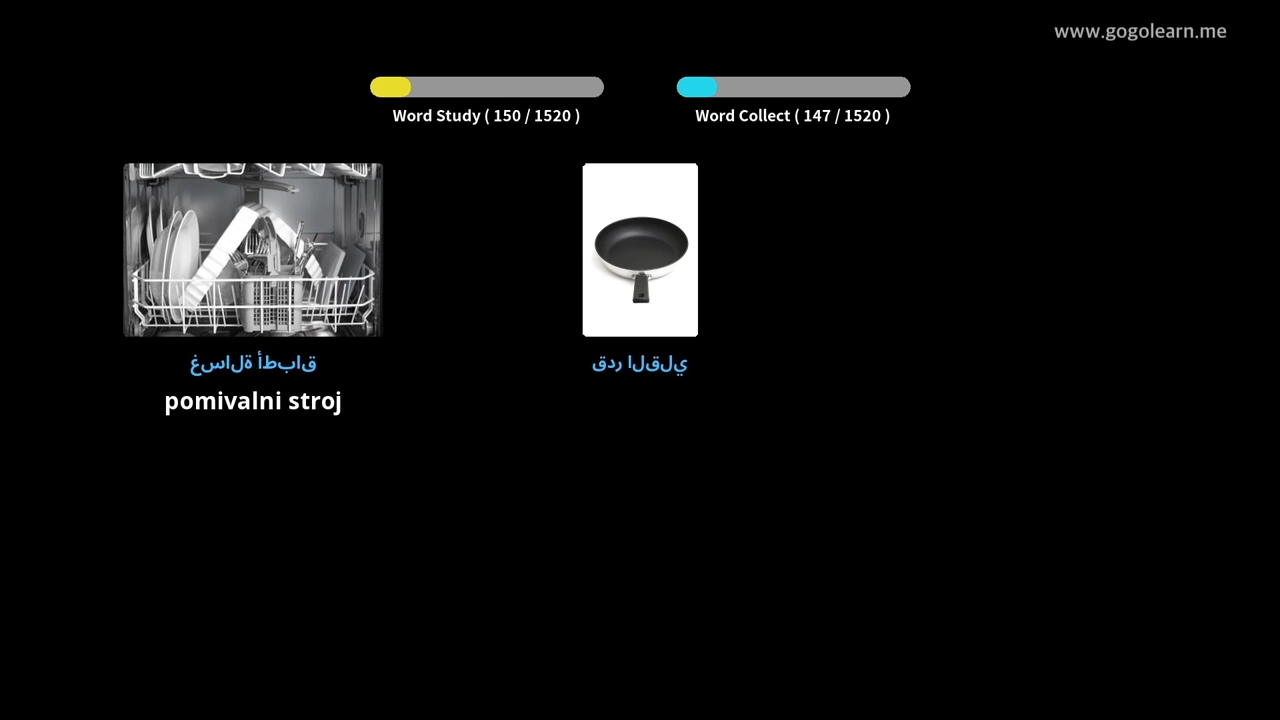 www.gogolearn.me
Word Study ( 150 / 1520 )
Word Collect ( 147 / 1520 )
غسالة أطباق
قدر القلي
pomivalni stroj